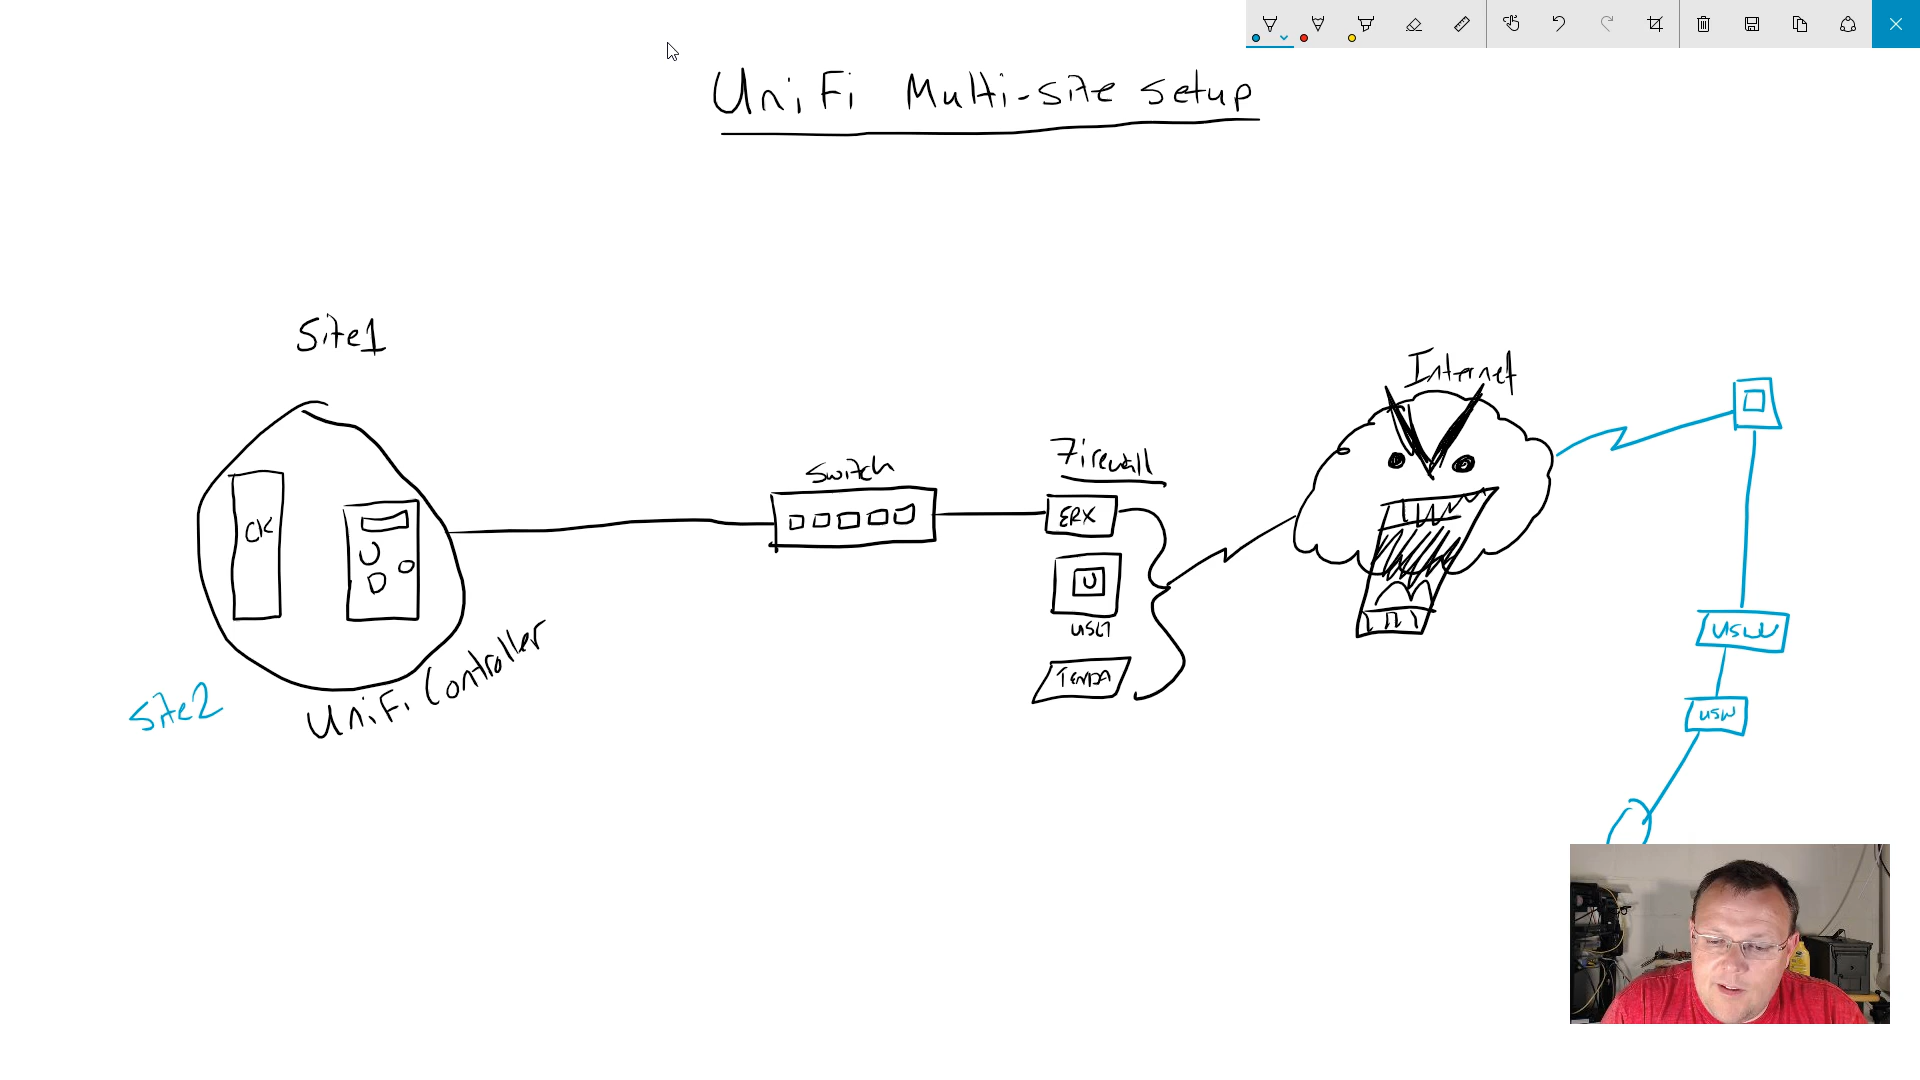 UniFi Multi-site setup
Site1
Internet
Firewall
Switch
CK
ERX
U
USG
TENDA
USW
USW
Site2
UniFi Controller